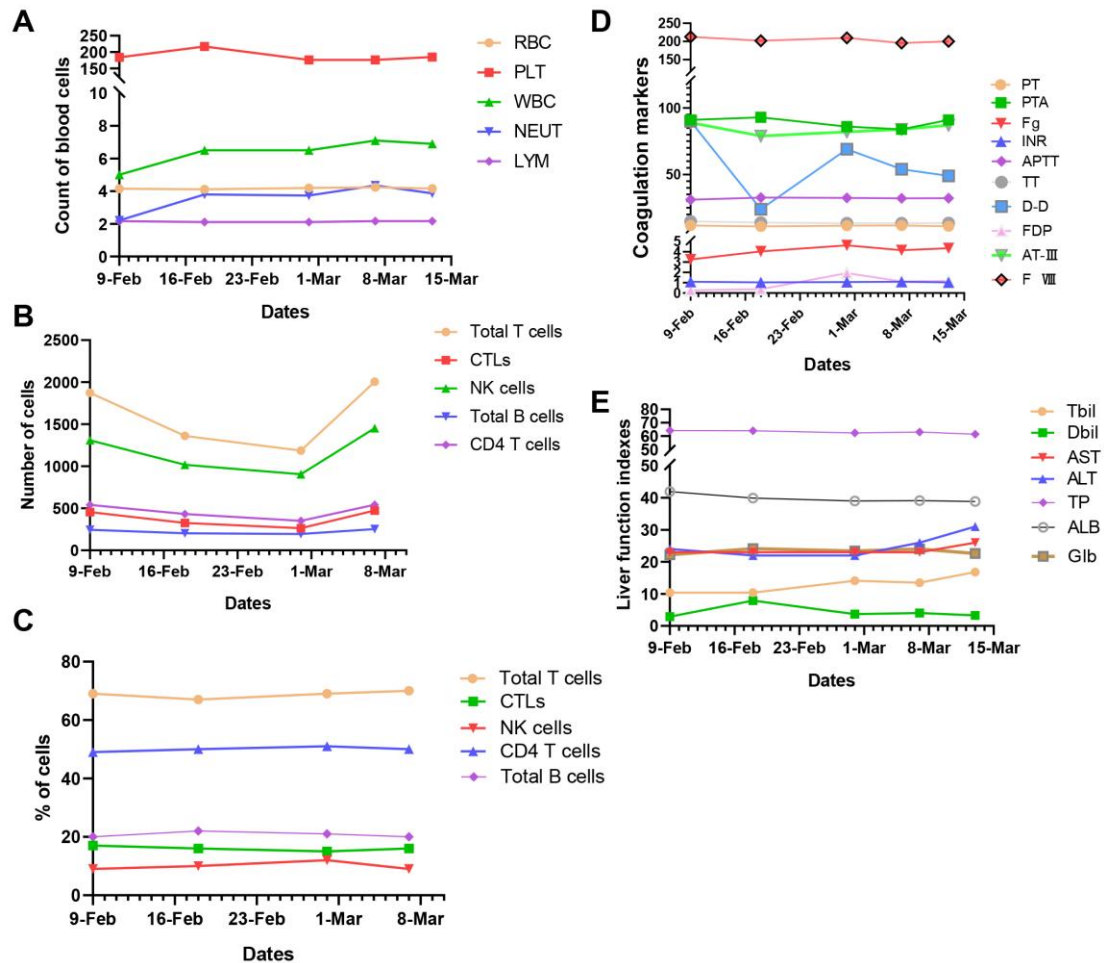 A
Count of blood cells
250
200
150
10
8
6
4
2
0
9-Feb 16-Feb 23-Feb 1-Mar 8-Mar 15-Mar
Dates
RBC
PLT
WBC
NEUT
LYM
B
Number of cells
2500
2000
1500
1000
500
0
9-Feb 16-Feb 23-Feb 1-Mar 8-Mar
Dates
Total T cells
CTLs
NK cells
Total B cells
CD4 T cells
C
% of cells
80
60
40
20
0
9-Feb 16-Feb 23-Feb 1-Mar 8-Mar
Dates
Total T cells
CTLs
NK cells
CD4 T cells
Total B cells
D
Coagulation markers
250
200
150
100
50
5
4
3
2
1
0
9-Feb 16-Feb 23-Feb 1-Mar 8-Mar 15-Mar
Dates
PT
PTA
Fg
INR
APTT
TT
D-D
FDP
AT-Ⅲ
F Ⅷ
E
Liver function indexes
80
70
60
50
40
30
20
10
0
9-Feb 16-Feb 23-Feb 1-Mar 8-Mar 15-Mar
Dates
Tbil
Dbil
AST
ALT
TP
ALB
Glb